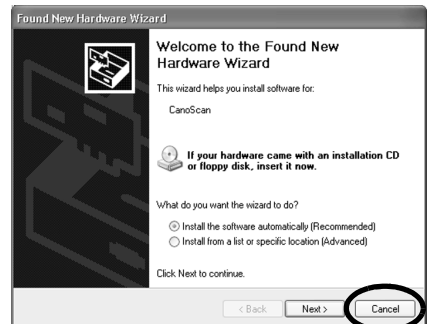 Found New Hardware Wizard
Welcome to the Found New
Hardware Wizard
This wizard helps you install software for:
CanoScan
If your hardware came with an installation CD
or floppy disk, insert it now.
What do you want the wizard to do?
Install the software automatically (Recommended)
Install from a list or specific location (Advanced)
Click Next to continue.
< Back Next > Cancel